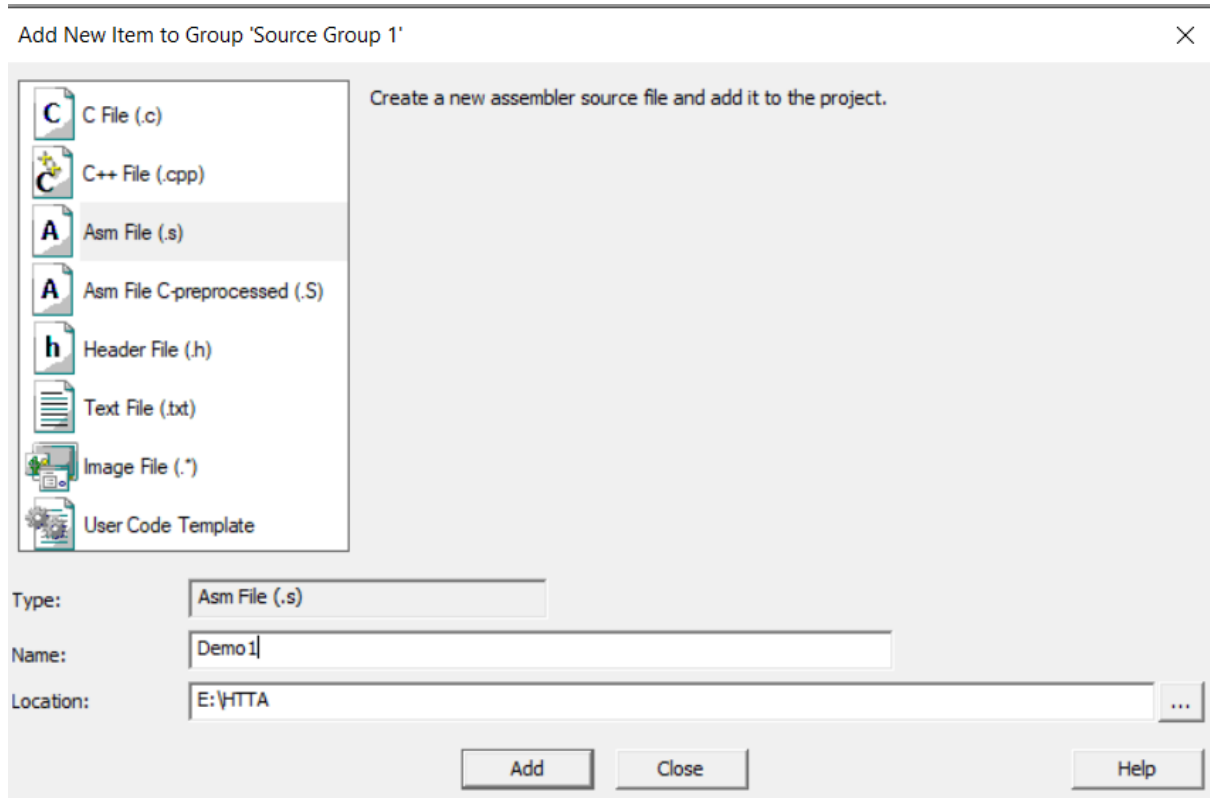 Add New Item to Group 'Source Group 1'
C File (.c)
Create a new assembler source file and add it to the project.
C++ File (.cpp)
Asm File (.s)
Asm File C-preprocessed (.S)
Header File (.h)
Text File (.txt)
Image File (.*)
User Code Template
Type: Asm File (.s)
Name: Demo1
Location: E:\HTTA ...
Add Close Help